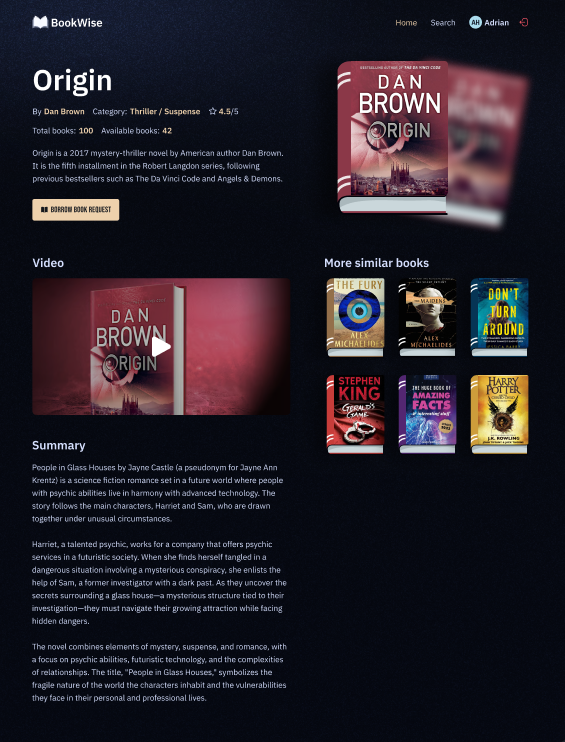 BookWise
Home Search AH Adrian
Origin
By Dan Brown Category: Thriller / Suspense 4.5/5
Total books: 100 Available books: 42
Origin is a 2017 mystery-thriller novel by American author Dan Brown.
It is the fifth installment in the Robert Langdon series, following
previous bestsellers such as The Da Vinci Code and Angels & Demons.
BORROW BOOK REQUEST
BESTSELLING AUTHOR OF THE DA VINCI CODE
DAN
BROWN
ORIGIN
Video
DAN
BROWN
ORIGIN
More similar books
THE FURY
ALEX
MICHAELIDES
THE MAIDENS
ALEX
MICHAELIDES
DON'T
TURN
AROUND
STEPHEN
KING
GERALD'S
GAME
THE HUGE BOOK OF
AMAZING
FACTS
& interesting stuff
HARRY
POTTER
J.K. ROWLING
Summary
People in Glass Houses by Jayne Castle (a pseudonym for Jayne Ann
Krentz) is a science fiction romance set in a future world where people
with psychic abilities live in harmony with advanced technology. The
story follows the main characters, Harriet and Sam, who are drawn
together under unusual circumstances.
Harriet, a talented psychic, works for a company that offers psychic
services in a futuristic society. When she finds herself tangled in a
dangerous situation involving a mysterious conspiracy, she enlists the
help of Sam, a former investigator with a dark past. As they uncover the
secrets surrounding a glass house—a mysterious structure tied to their
investigation—they must navigate their growing attraction while facing
hidden dangers.
The novel combines elements of mystery, suspense, and romance, with
a focus on psychic abilities, futuristic technology, and the complexities
of relationships. The title, "People in Glass Houses," symbolizes the
fragile nature of the world the characters inhabit and the vulnerabilities
they face in their personal and professional lives.